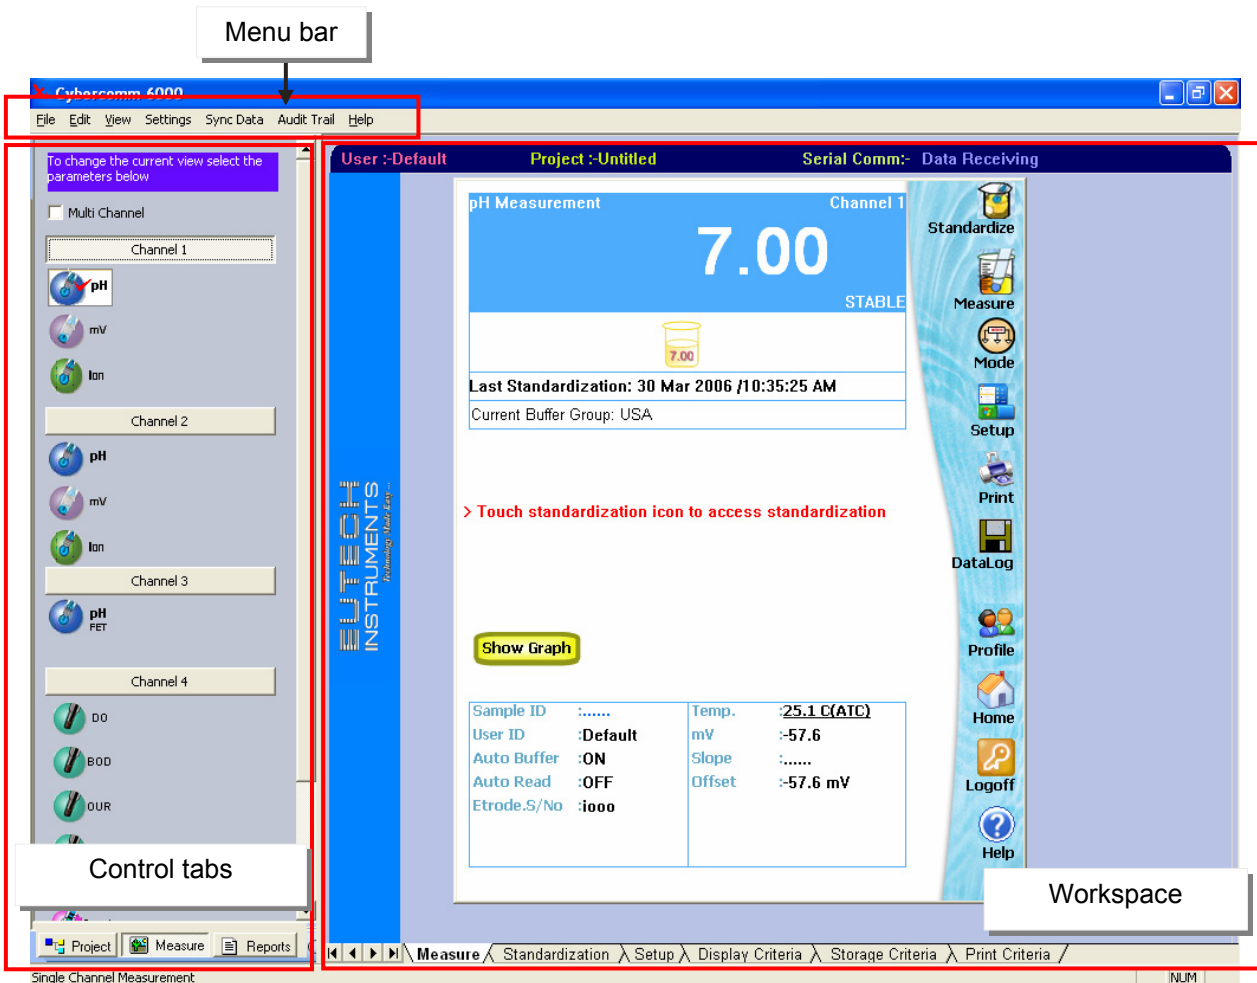 Menu bar
Cybercomm 6000
File Edit View Settings Sync Data Audit Trail Help
To change the current view select the
parameters below
Multi Channel
Channel 1
pH
mV
Ion
Channel 2
pH
mV
Ion
Channel 3
pH
FET
Channel 4
DO
BOD
OUR
Control tabs
Project Measure Reports
Single Channel Measurement
User :-Default Project :-Untitled Serial Comm:- Data Receiving
EUTECH
INSTRUMENTS
Technology Made Easy ...
pH Measurement Channel 1
7.00
STABLE
7.00
Last Standardization: 30 Mar 2006 /10:35:25 AM
Current Buffer Group: USA
> Touch standardization icon to access standardization
Show Graph
Sample ID :...... Temp. :25.1 C(ATC)
User ID :Default mV :-57.6
Auto Buffer :ON Slope :......
Auto Read :OFF Offset :-57.6 mV
Etrode.S/No :iooo
Standardize
Measure
Mode
Setup
Print
DataLog
Profile
Home
Logoff
Help
Workspace
Measure Standardization Setup Display Criteria Storage Criteria Print Criteria
NUM